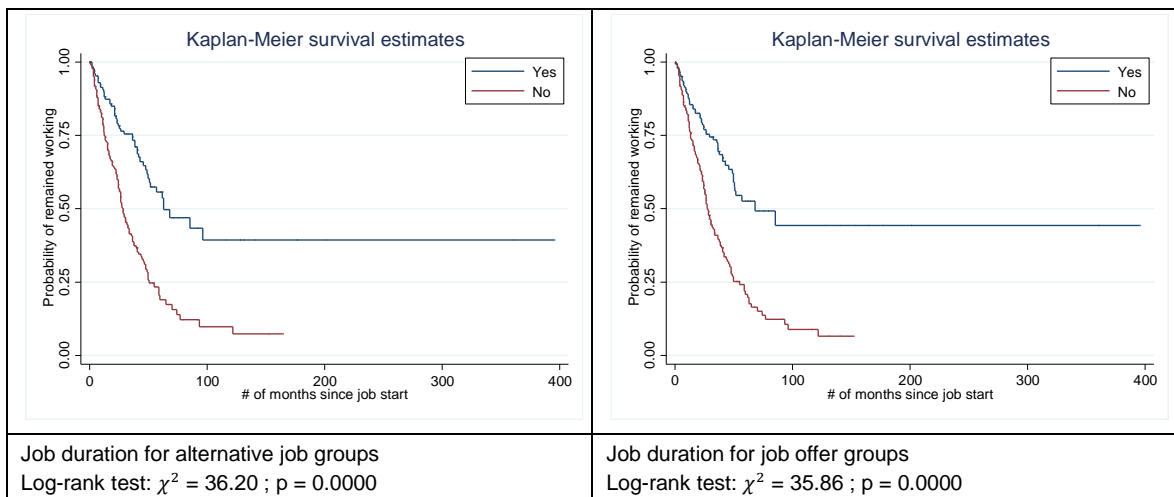 Kaplan-Meier survival estimates
Yes
No
Probability of remained working
1.00
0.75
0.50
0.25
0.00
0
100
200
300
400
# of months since job start
Kaplan-Meier survival estimates
Yes
No
Probability of remained working
1.00
0.75
0.50
0.25
0.00
0
100
200
300
400
# of months since job start
Job duration for alternative job groups
Log-rank test: χ² = 36.20 ; p = 0.0000
Job duration for job offer groups
Log-rank test: χ² = 35.86 ; p = 0.0000